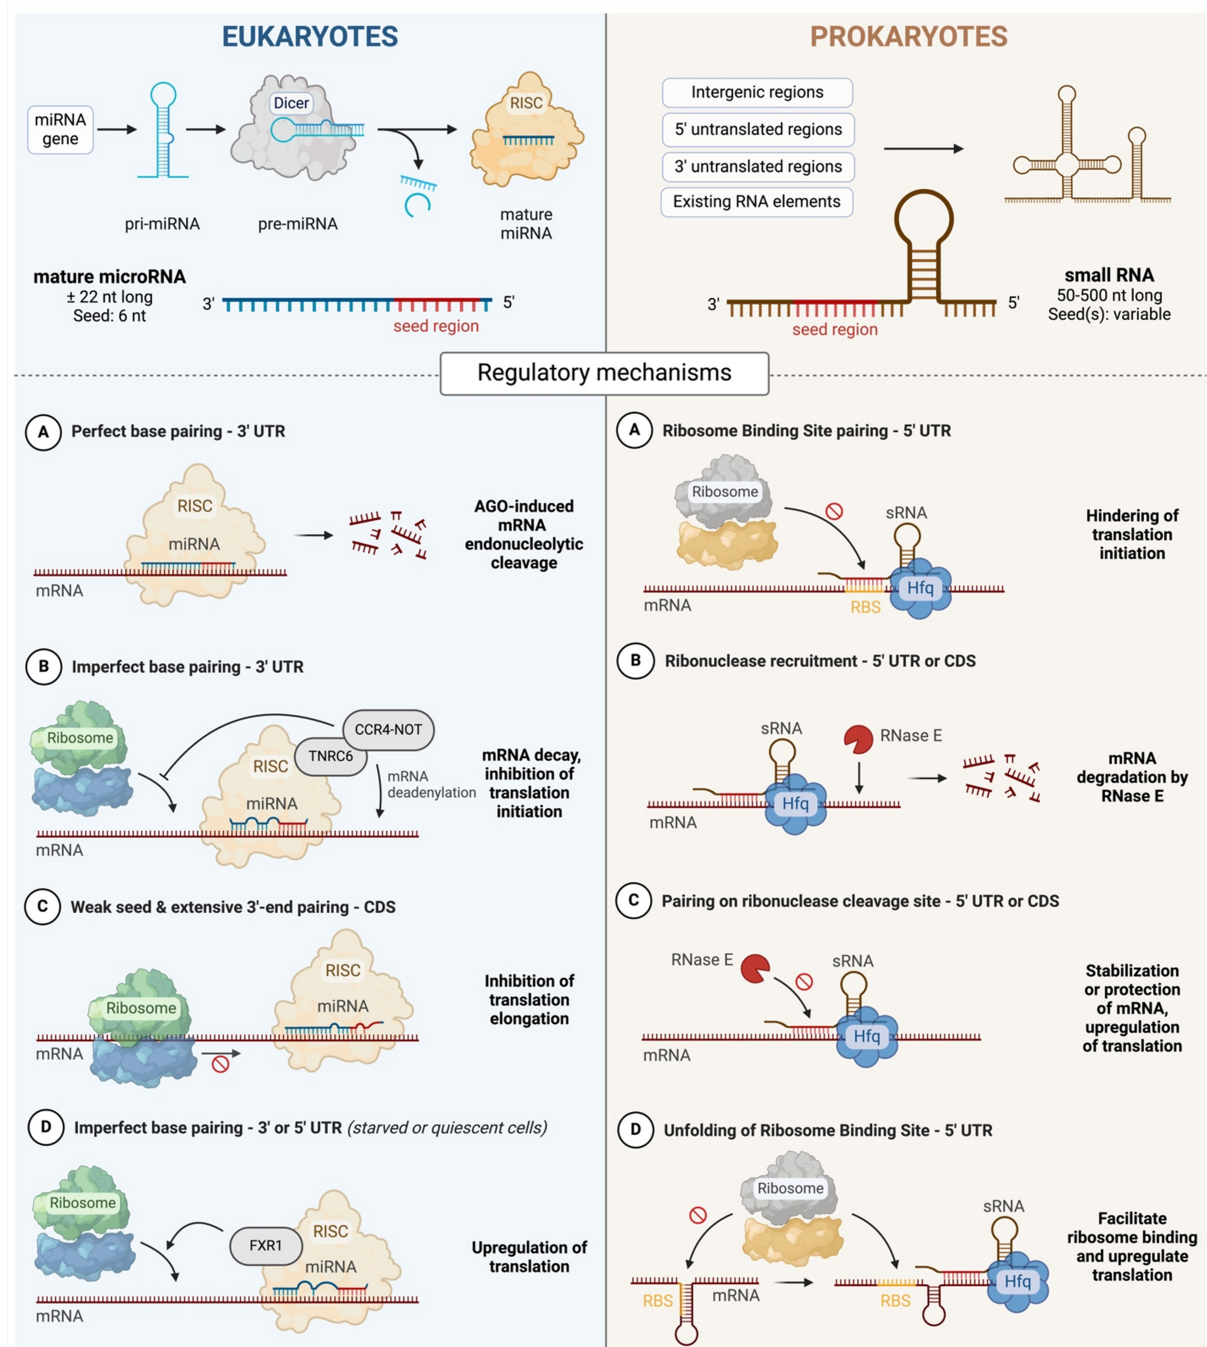 EUKARYOTES
miRNA
gene
Dicer
RISC
pri-miRNA
pre-miRNA
mature
miRNA
mature microRNA
± 22 nt long
Seed: 6 nt
3'
5'
seed region
PROKARYOTES
Intergenic regions
5' untranslated regions
3' untranslated regions
Existing RNA elements
small RNA
50-500 nt long
Seed(s): variable
3'
5'
seed region
Regulatory mechanisms
A
Perfect base pairing - 3' UTR
RISC
miRNA
mRNA
AGO-induced
mRNA
endonucleolytic
cleavage
B
Imperfect base pairing - 3' UTR
Ribosome
CCR4-NOT
TNRC6
RISC
miRNA
mRNA
deadenylation
mRNA
mRNA decay,
inhibition of
translation
initiation
C
Weak seed & extensive 3'-end pairing - CDS
RISC
miRNA
Ribosome
mRNA
Inhibition of
translation
elongation
D
Imperfect base pairing - 3' or 5' UTR (starved or quiescent cells)
Ribosome
FXR1
RISC
miRNA
mRNA
Upregulation of
translation
A
Ribosome Binding Site pairing - 5' UTR
Ribosome
sRNA
Hfq
RBS
mRNA
Hindering of
translation
initiation
B
Ribonuclease recruitment - 5' UTR or CDS
sRNA
RNase E
Hfq
mRNA
mRNA
degradation by
RNase E
C
Pairing on ribonuclease cleavage site - 5' UTR or CDS
RNase E
sRNA
Hfq
mRNA
Stabilization
or protection
of mRNA,
upregulation
of translation
D
Unfolding of Ribosome Binding Site - 5' UTR
Ribosome
sRNA
RBS
mRNA
RBS
Hfq
Facilitate
ribosome binding
and upregulate
translation